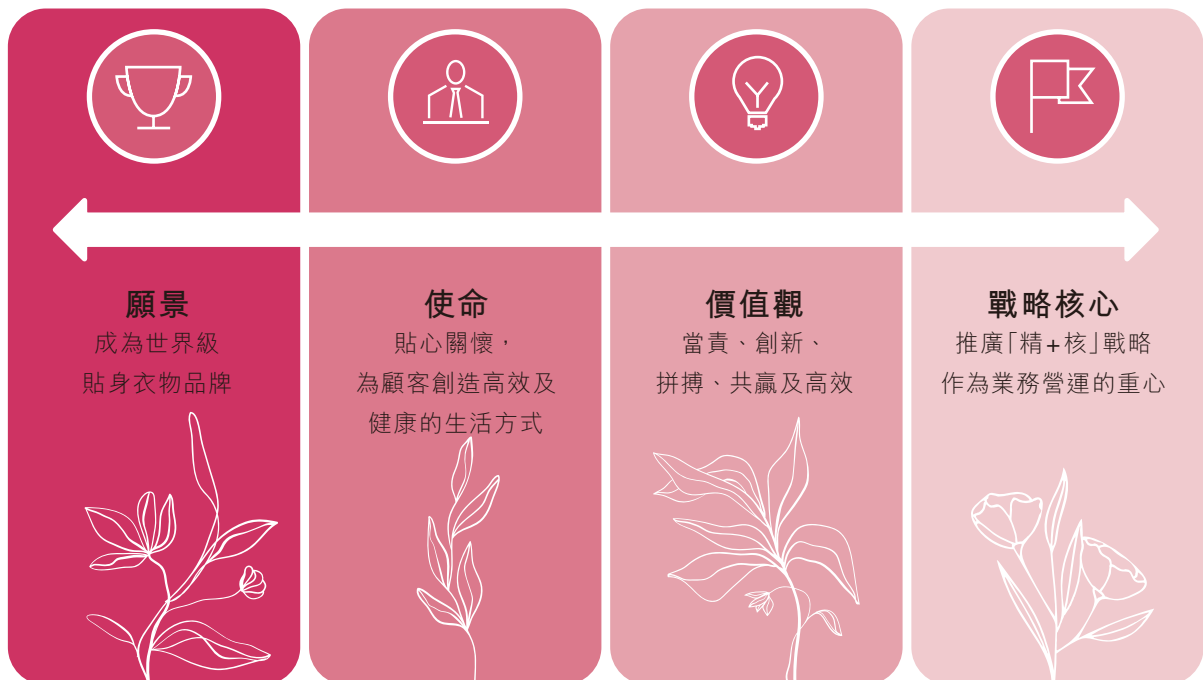 願景
成為世界級
貼身衣物品牌
使命
貼心關懷，
為顧客創造高效及
健康的生活方式
價值觀
當責、創新、
拼搏、共贏及高效
戰略核心
推廣「精+核」戰略
作為業務營運的重心